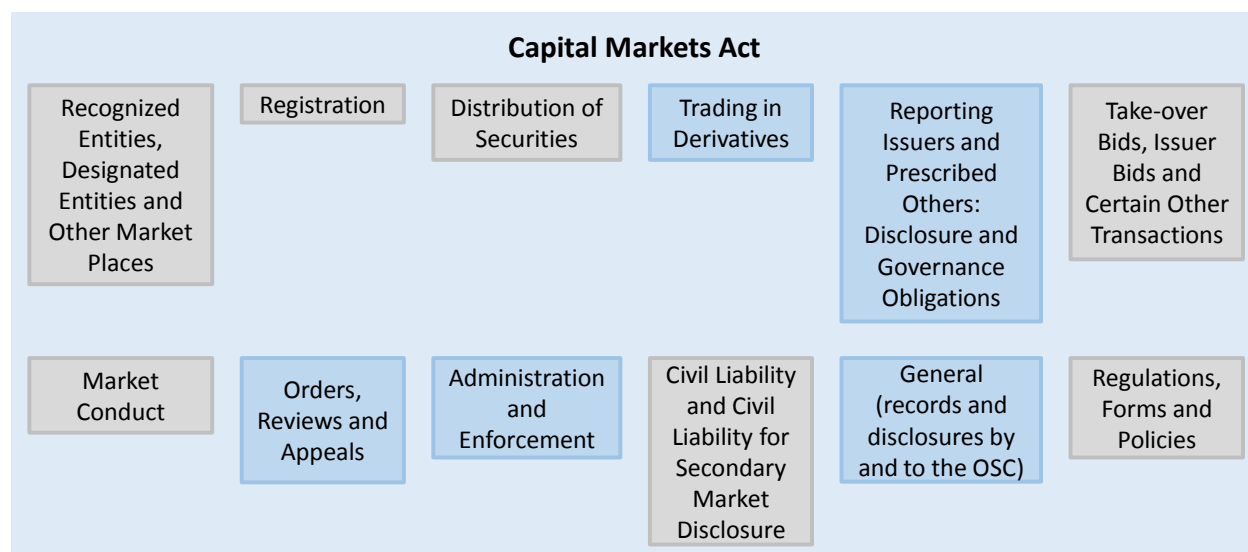 Capital Markets Act
Recognized
Entities,
Designated
Entities and
Other Market
Places
Registration
Distribution of
Securities
Trading in
Derivatives
Reporting
Issuers and
Prescribed
Others:
Disclosure and
Governance
Obligations
Take-over
Bids, Issuer
Bids and
Certain Other
Transactions
Market
Conduct
Orders,
Reviews and
Appeals
Administration
and
Enforcement
Civil Liability
and Civil
Liability for
Secondary
Market
Disclosure
General
(records and
disclosures by
and to the OSC)
Regulations,
Forms and
Policies